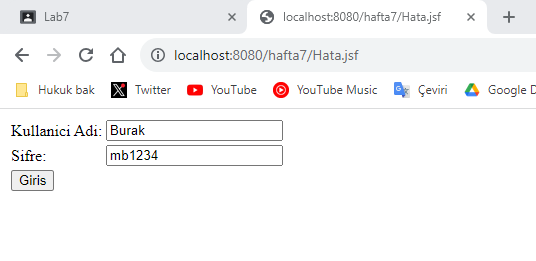 Lab7
localhost:8080/hafta7/Hata.jsf
localhost:8080/hafta7/Hata.jsf
Hukuk bak
Twitter
YouTube
YouTube Music
Çeviri
Google D
Kullanici Adi: Burak
Sifre: mb1234
Giris